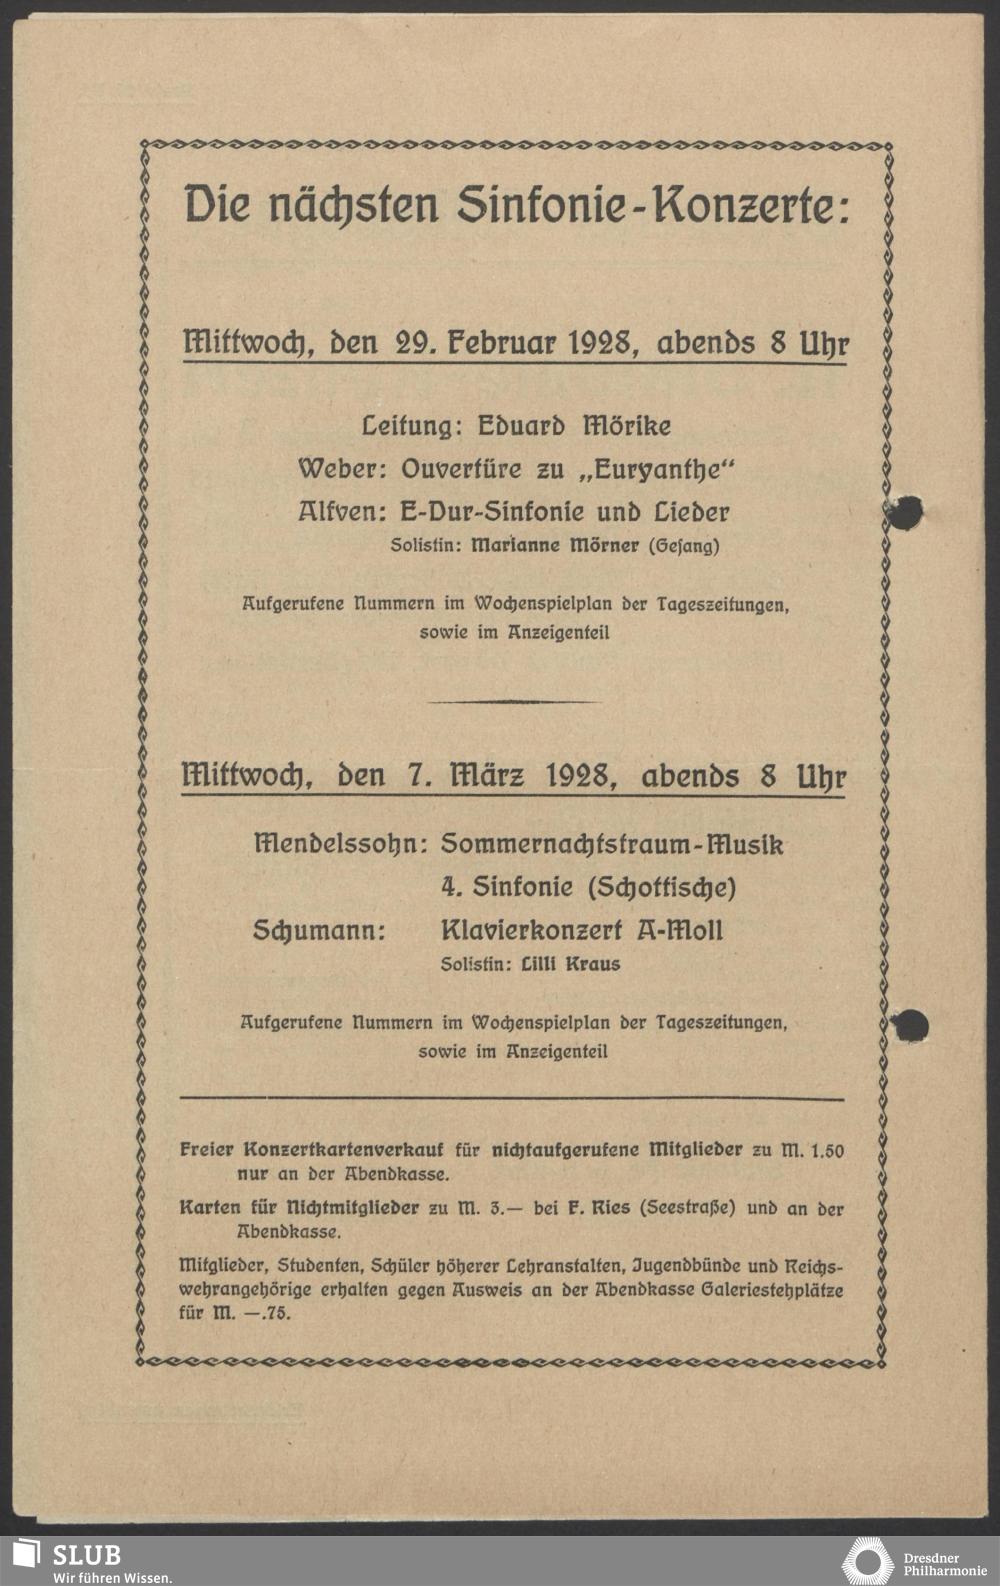 Die nächsten Sinfonie-Konzerte:
Mittwoch, den 29. Februar 1928, abends 8 Uhr
Leitung: Eduard Mörike
Weber: Ouvertüre zu „Euryanthe“
Alfven: E-Dur-Sinfonie und Lieder
Solistin: Marianne Mörner (Gesang)
Aufgerufene Nummern im Wochenspielplan der Tageszeitungen,
sowie im Anzeigenteil
Mittwoch, den 7. März 1928, abends 8 Uhr
Mendelssohn: Sommernachtstraum-Musik
4. Sinfonie (Schottische)
Schumann: Klavierkonzert A-Moll
Solistin: Lilli Kraus
Aufgerufene Nummern im Wochenspielplan der Tageszeitungen,
sowie im Anzeigenteil
Freier Konzertkartenverkauf für nichtaufgerufene Mitglieder zu M. 1.50
nur an der Abendkasse.
Karten für Nichtmitglieder zu M. 3.— bei F. Ries (Seestraße) und an der
Abendkasse.
Mitglieder, Studenten, Schüler höherer Lehranstalten, Jugendbünde und Reichs-
wehrangehörige erhalten gegen Ausweis an der Abendkasse Galeriestehplätze
für M. —.75.
SLUB
Wir führen Wissen.
Dresdner
Philharmonie